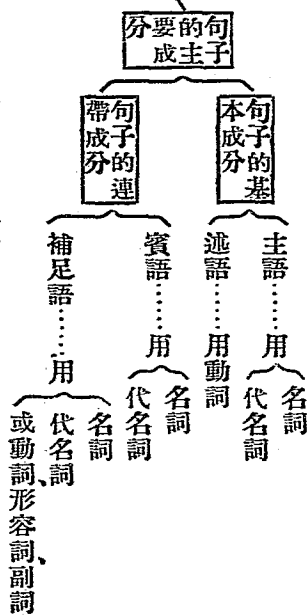 句子的主要成分
句子的基本成分
句子的連帶成分
主語……用
名詞
代名詞
述語……用動詞
賓語……用
名詞
代名詞
補足語……用
名詞
代名詞
或動詞、形容詞、副詞